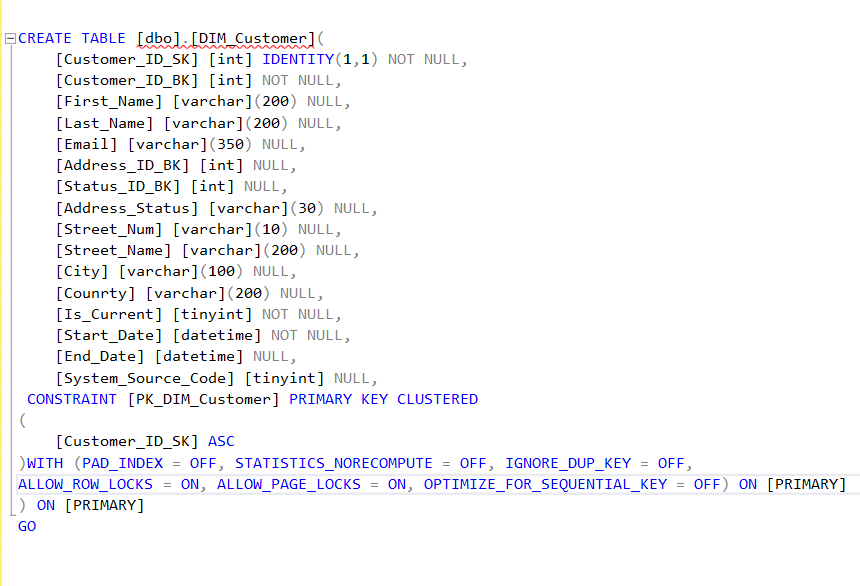 CREATE TABLE [dbo].[DIM_Customer](
[Customer_ID_SK] [int] IDENTITY(1,1) NOT NULL,
[Customer_ID_BK] [int] NOT NULL,
[First_Name] [varchar](200) NULL,
[Last_Name] [varchar](200) NULL,
[Email] [varchar](350) NULL,
[Address_ID_BK] [int] NULL,
[Status_ID_BK] [int] NULL,
[Address_Status] [varchar](30) NULL,
[Street_Num] [varchar](10) NULL,
[Street_Name] [varchar](200) NULL,
[City] [varchar](100) NULL,
[Counrty] [varchar](200) NULL,
[Is_Current] [tinyint] NOT NULL,
[Start_Date] [datetime] NOT NULL,
[End_Date] [datetime] NULL,
[System_Source_Code] [tinyint] NULL,
CONSTRAINT [PK_DIM_Customer] PRIMARY KEY CLUSTERED
(
[Customer_ID_SK] ASC
)WITH (PAD_INDEX = OFF, STATISTICS_NORECOMPUTE = OFF, IGNORE_DUP_KEY = OFF,
ALLOW_ROW_LOCKS = ON, ALLOW_PAGE_LOCKS = ON, OPTIMIZE_FOR_SEQUENTIAL_KEY = OFF) ON [PRIMARY]
) ON [PRIMARY]
GO